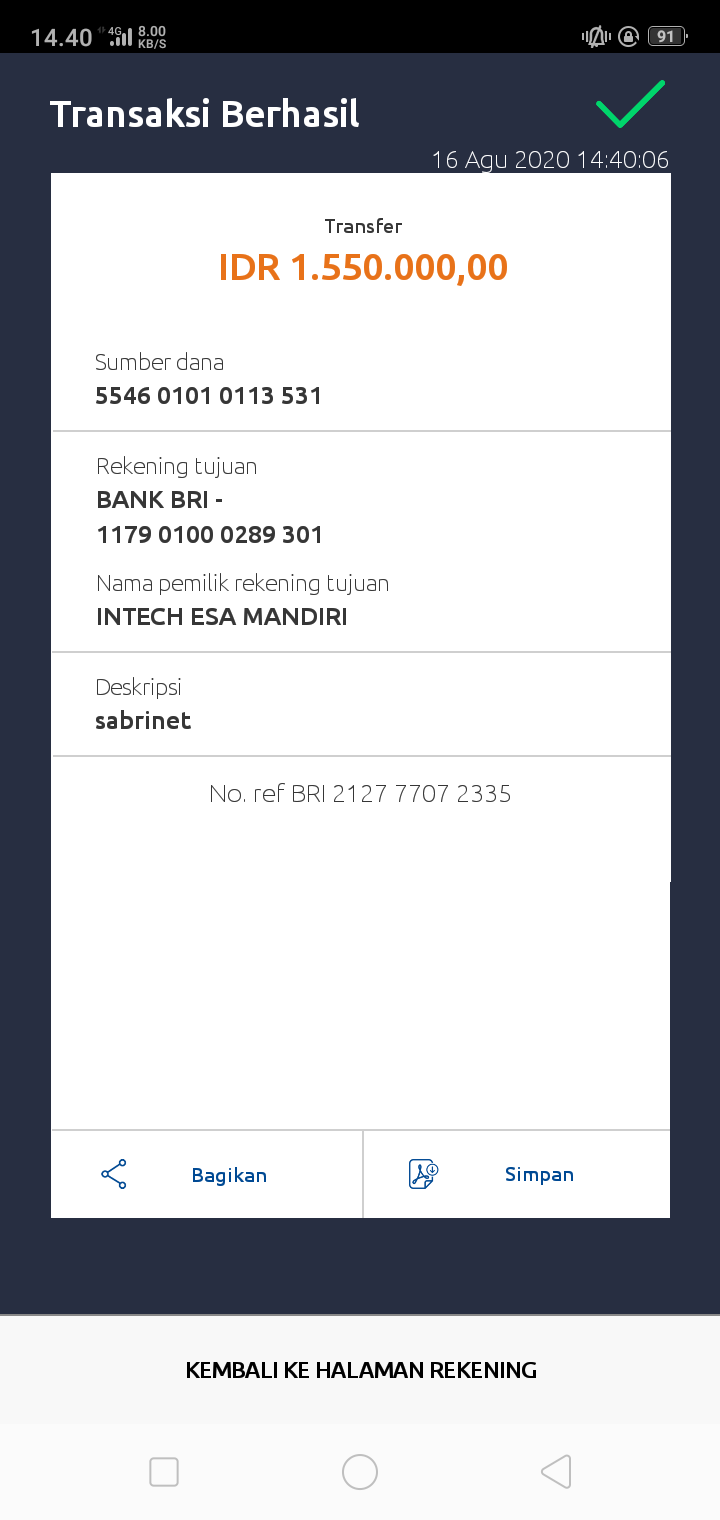 14.40 4G 8.00 KB/S 91
Transaksi Berhasil
16 Agu 2020 14:40:06
Transfer
IDR 1.550.000,00
Sumber dana
5546 0101 0113 531
Rekening tujuan
BANK BRI -
1179 0100 0289 301
Nama pemilik rekening tujuan
INTECH ESA MANDIRI
Deskripsi
sabrinet
No. ref BRI 2127 7707 2335
Bagikan Simpan
KEMBALI KE HALAMAN REKENING